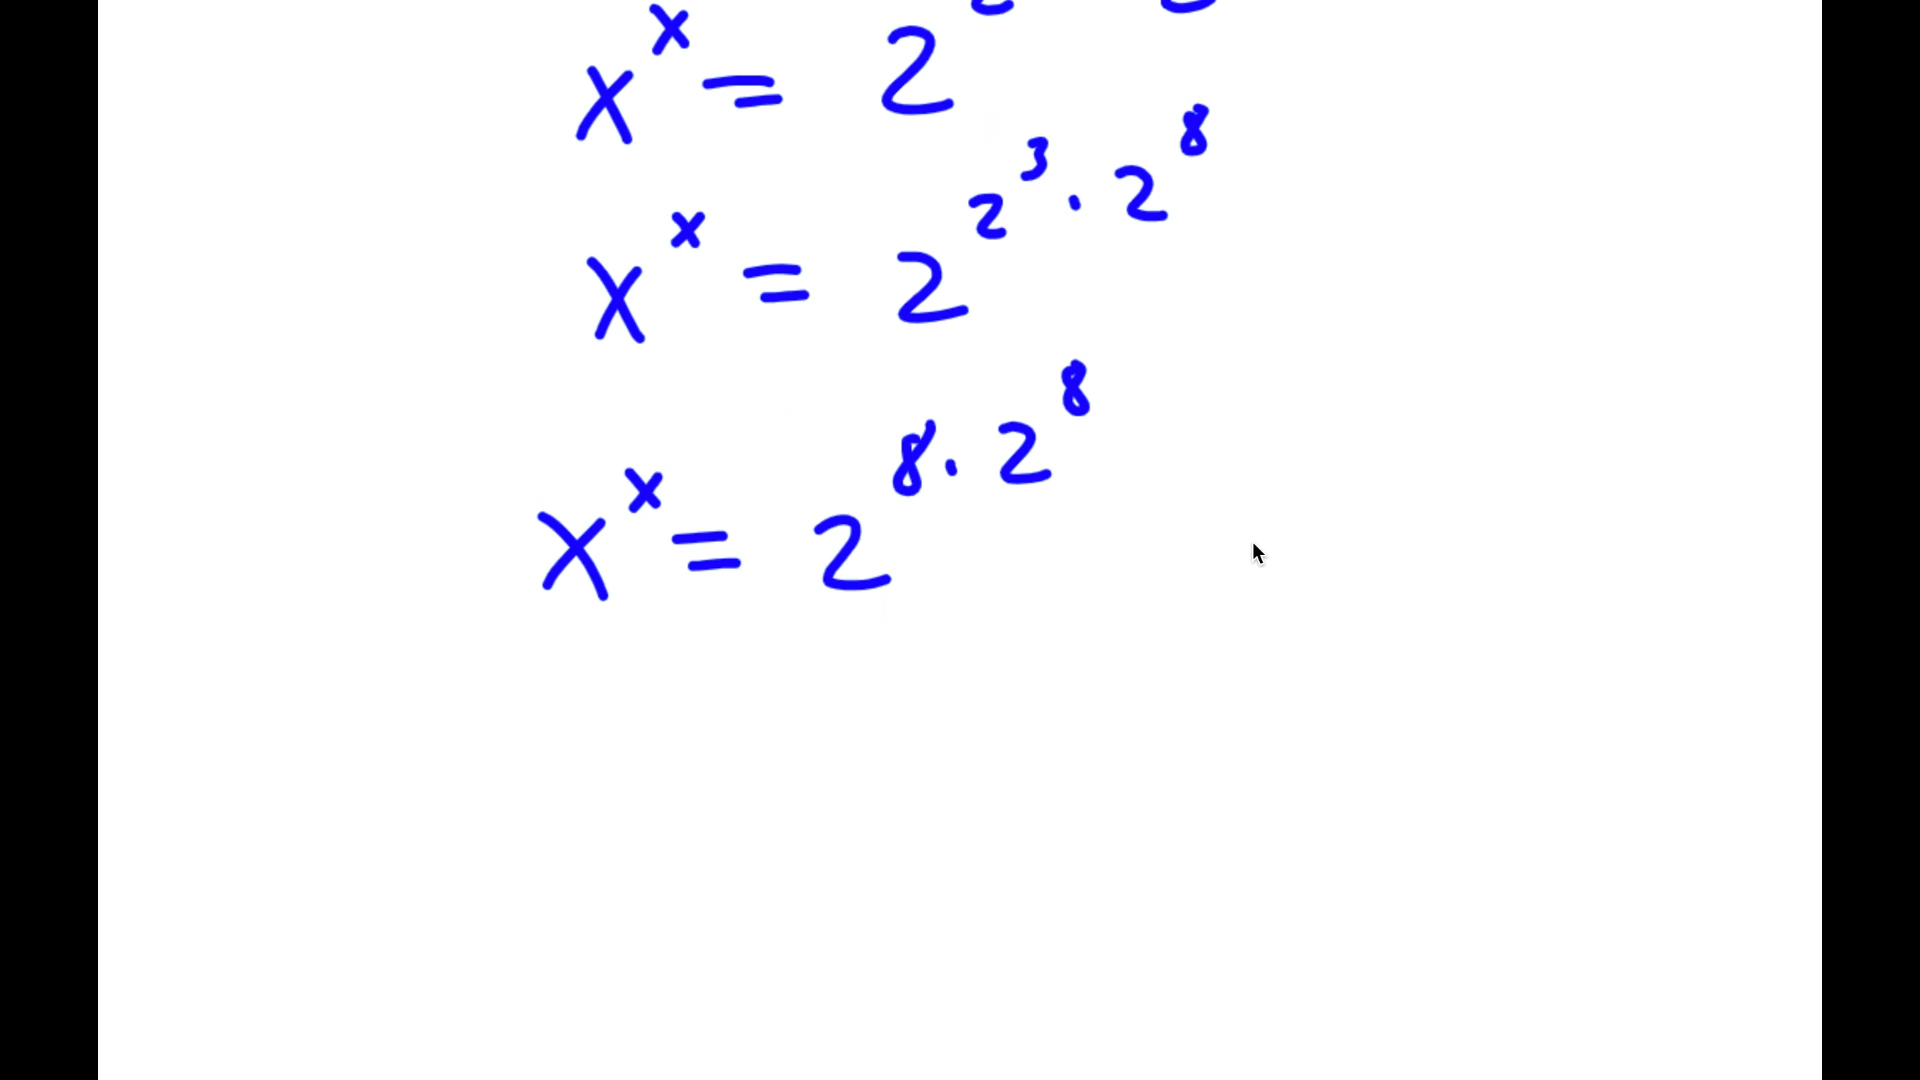 x^x = 2
x^x = 2^{2^3 · 2^8}
x^x = 2^{8 · 2^8}